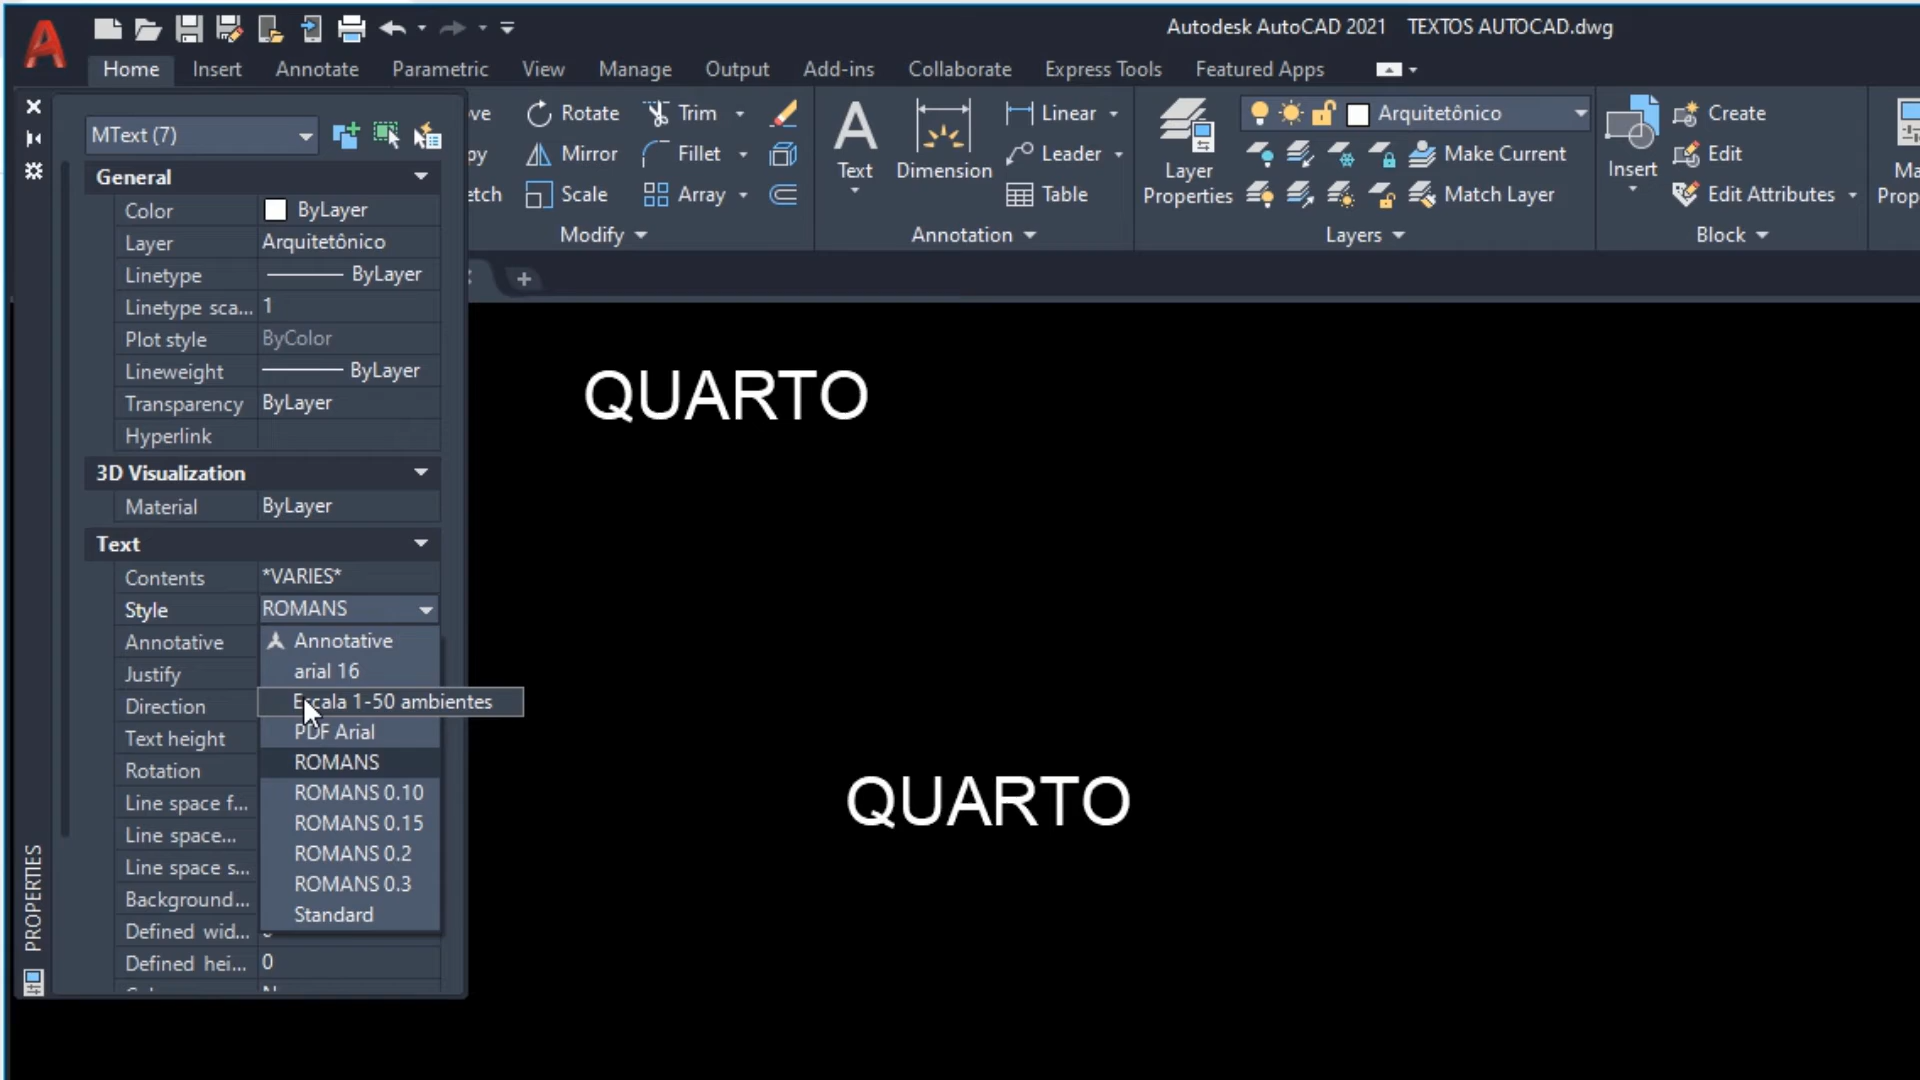 Autodesk AutoCAD 2021 TEXTOS AUTOCAD.dwg
Home Insert Annotate Parametric View Manage Output Add-ins Collaborate Express Tools Featured Apps
MText (7)
General
Color ByLayer
Layer Arquitetônico
Linetype ByLayer
Linetype sca... 1
Plot style ByColor
Lineweight ByLayer
Transparency ByLayer
Hyperlink
3D Visualization
Material ByLayer
Text
Contents *VARIES*
Style ROMANS
Annotative
Justify
Direction
Text height
Rotation
Line space f...
Line space...
Line space s...
Background...
Defined wid...
Defined hei... 0
Annotative
arial 16
Escala 1-50 ambientes
PDF Arial
ROMANS
ROMANS 0.10
ROMANS 0.15
ROMANS 0.2
ROMANS 0.3
Standard
PROPERTIES
ve Rotate Trim
py Mirror Fillet
etch Scale Array
Modify
Text
Dimension
Linear
Leader
Table
Annotation
Layer
Properties
Arquitetônico
Make Current
Match Layer
Layers
Insert
Create
Edit
Edit Attributes
Block
Ma
Prop
QUARTO
QUARTO